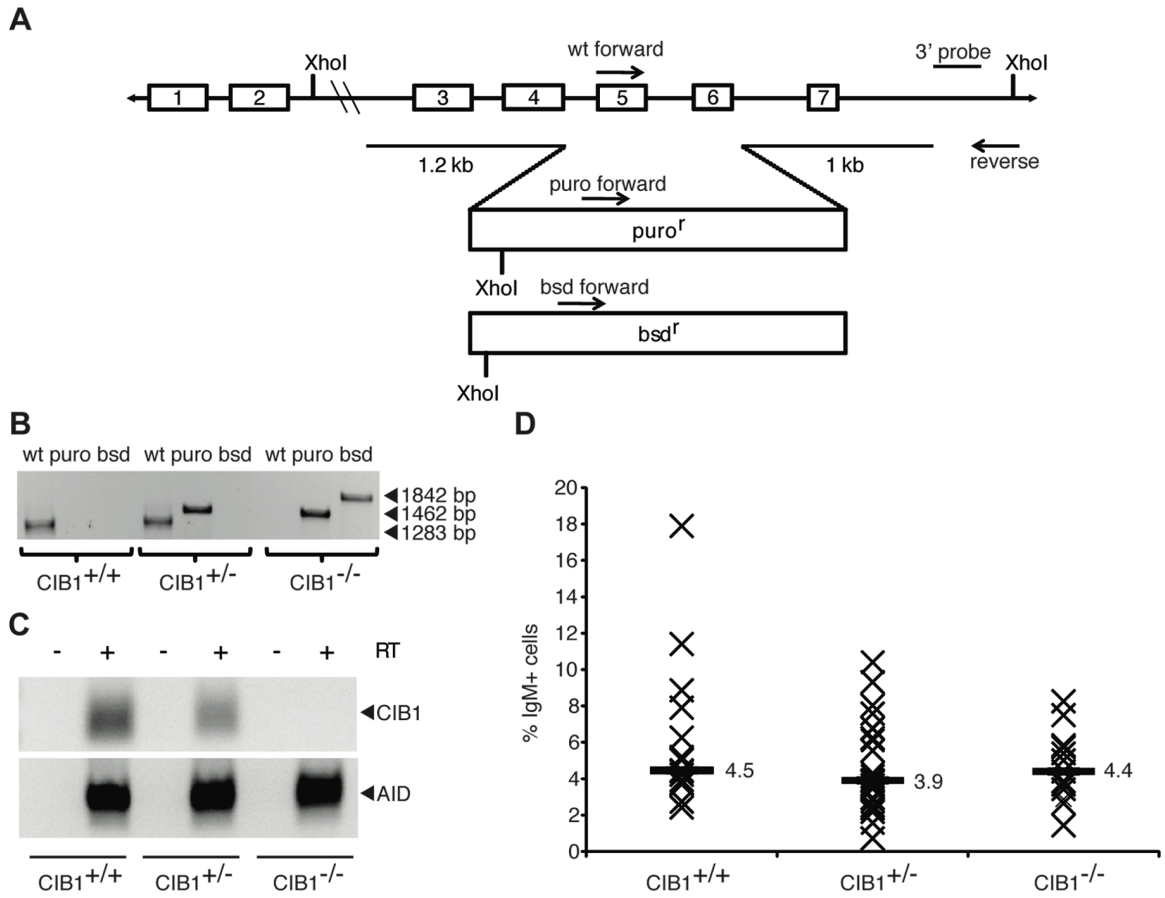 A
XhoI
wt forward
3’ probe
XhoI
1 2 3 4 5 6 7
1.2 kb
1 kb
reverse
puro forward
puroʳ
XhoI
bsd forward
bsdʳ
XhoI
B
wt puro bsd wt puro bsd wt puro bsd
1842 bp
1462 bp
1283 bp
CIB1+/+ CIB1+/- CIB1-/-
C
- + - + - + RT
CIB1
AID
CIB1+/+ CIB1+/- CIB1-/-
D
% IgM+ cells
20
18
16
14
12
10
8
6
4
2
0
4.5
3.9
4.4
CIB1+/+ CIB1+/- CIB1-/-